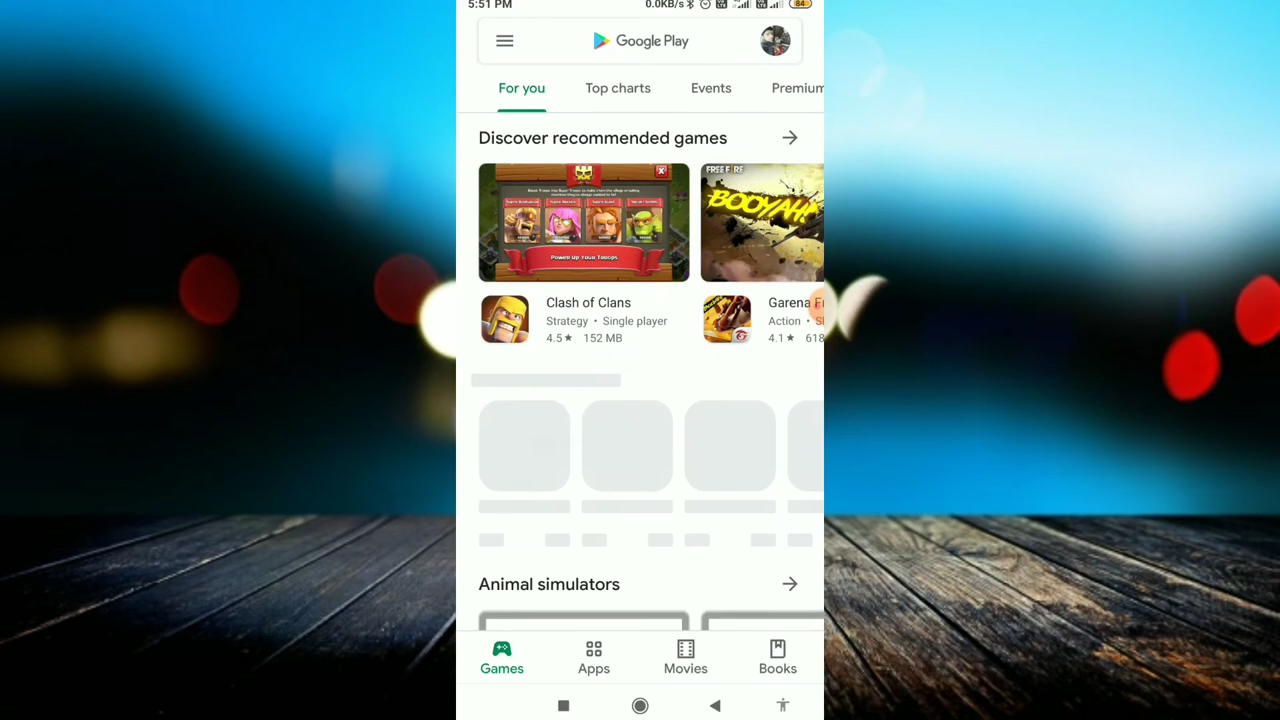 5:51 PM
0.0KB/s
84
Google Play
For you
Top charts
Events
Premium
Discover recommended games
POWER UP YOUR TROOPS
FREE FIRE
BOOYAH!
Clash of Clans
Strategy • Single player
4.5★ 152 MB
Garena
Action •
4.1★ 618
Animal simulators
Games
Apps
Movies
Books